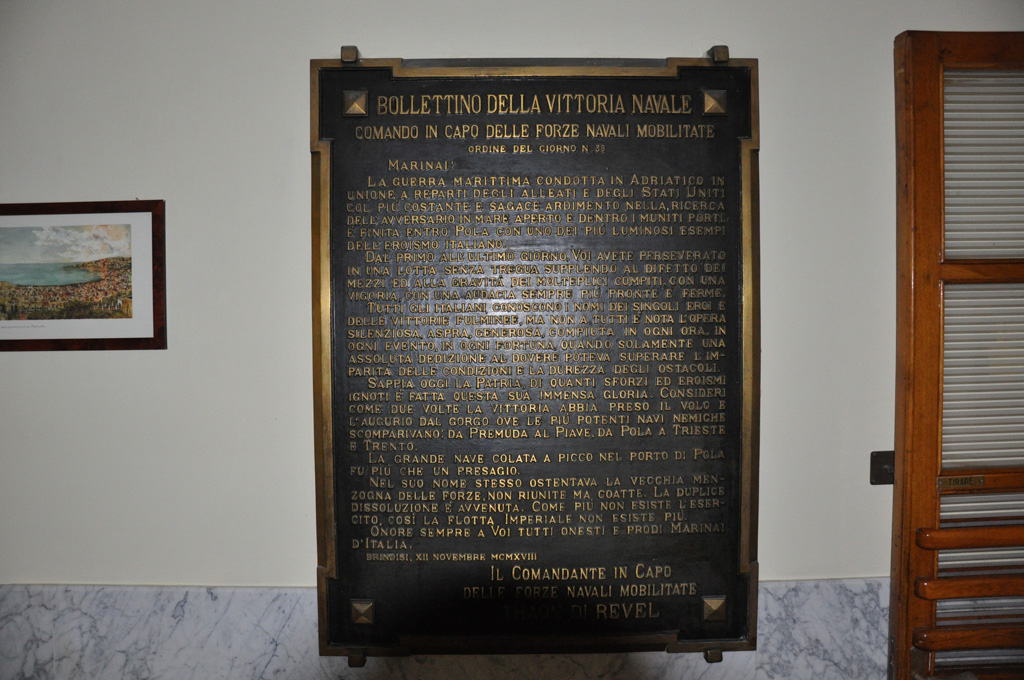 BOLLETTINO DELLA VITTORIA NAVALE
COMANDO IN CAPO DELLE FORZE NAVALI MOBILITATE
ORDINE DEL GIORNO N. 
MARINAI!
LA GUERRA MARITTIMA CONDOTTA IN ADRIATICO IN
UNIONE A REPARTI DEGLI ALLEATI E DEGLI STATI UNITI
COL PIÙ COSTANTE E SAGACE ARDIMENTO NELLA RICERCA
DELL'AVVERSARIO IN MARE APERTO E DENTRO I MUNITI PORTI,
È FINITA ENTRO POLA CON UNO DEI PIÙ LUMINOSI ESEMPI
DELL'EROISMO ITALIANO.
DAL PRIMO ALL'ULTIMO GIORNO, VOI AVETE PERSEVERATO
IN UNA LOTTA SENZA TREGUA SUPPLENDO AL DIFETTO DEI
MEZZI ED ALLA GRAVITÀ DEI MOLTEPLICI COMPITI CON UNA
VIGORIA, CON UNA AUDACIA SEMPRE PIÙ PRONTE E FERME.
TUTTI GLI ITALIANI CONOSCONO I NOMI DEI SINGOLI EROI E
DELLE VITTORIE FULMINEE, MA NON A TUTTI È NOTA L'OPERA
SILENZIOSA, ASPRA, GENEROSA, COMPIUTA IN OGNI ORA, IN
OGNI EVENTO, IN OGNI FORTUNA, QUANDO SOLAMENTE UNA
ASSOLUTA DEDIZIONE AL DOVERE POTEVA SUPERARE L'IM-
PARITÀ DELLE CONDIZIONI E LA DUREZZA DEGLI OSTACOLI.
SAPPIA OGGI LA PATRIA, DI QUANTI SFORZI ED EROISMI
IGNOTI È FATTA QUESTA SUA IMMENSA GLORIA. CONSIDERI
COME DUE VOLTE LA VITTORIA ABBIA PRESO IL VOLO E
L'AUGURIO DAL GORGO OVE LE PIÙ POTENTI NAVI NEMICHE
SCOMPARIVANO: DA PREMUDA AL PIAVE, DA POLA A TRIESTE
E TRENTO.
LA GRANDE NAVE COLATA A PICCO NEL PORTO DI POLA
FU PIÙ CHE UN PRESAGIO.
NEL SUO NOME STESSO OSTENTAVA LA VECCHIA MEN-
ZOGNA DELLE FORZE, NON RIUNITE MA COATTE. LA DUPLICE
DISSOLUZIONE È AVVENUTA. COME PIÙ NON ESISTE L'ESER-
CITO, COSÌ LA FLOTTA IMPERIALE NON ESISTE PIÙ.
ONORE SEMPRE A VOI TUTTI ONESTI E PRODI MARINAI
D'ITALIA.
BRINDISI, XII NOVEMBRE MCMXVIII
IL COMANDANTE IN CAPO
DELLE FORZE NAVALI MOBILITATE
THAON DI REVEL
TIRARE